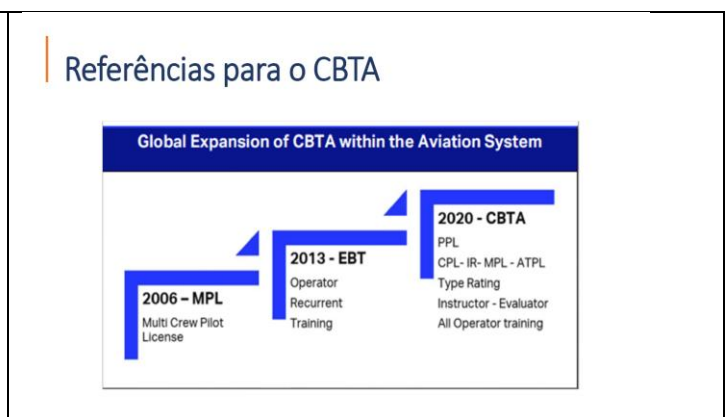 Referências para o CBTA
Global Expansion of CBTA within the Aviation System
2006 – MPL
Multi Crew Pilot
License
2013 - EBT
Operator
Recurrent
Training
2020 - CBTA
PPL
CPL- IR- MPL - ATPL
Type Rating
Instructor - Evaluator
All Operator training